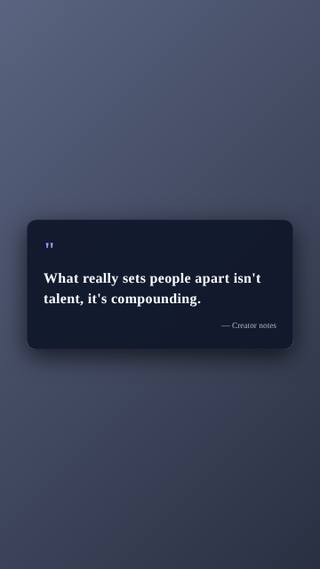 "
What really sets people apart isn't
talent, it's compounding.
— Creator notes